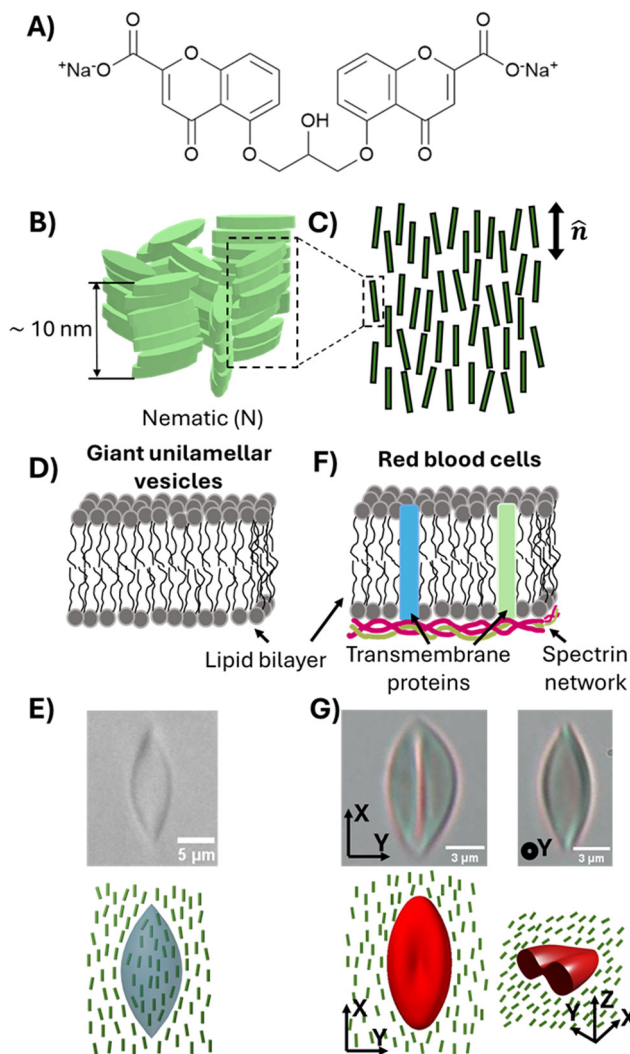 A)
O
O
O
O
⁺Na⁻O
O⁻Na⁺
OH
O
O
O
O
B)
C)
n̂
~ 10 nm
Nematic (N)
D)
Giant unilamellar
vesicles
F)
Red blood cells
Lipid bilayer
Transmembrane
proteins
Spectrin
network
E)
G)
5 µm
X
Y
3 µm
Y
3 µm
X
Y
Z
Y
X